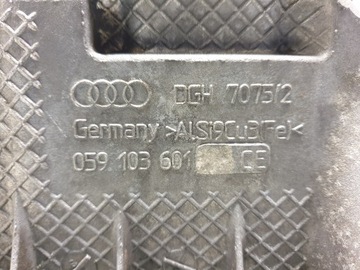 DGH 7075/2
Germany >AlSi9Cu3(Fe)<
059 103 601 CE